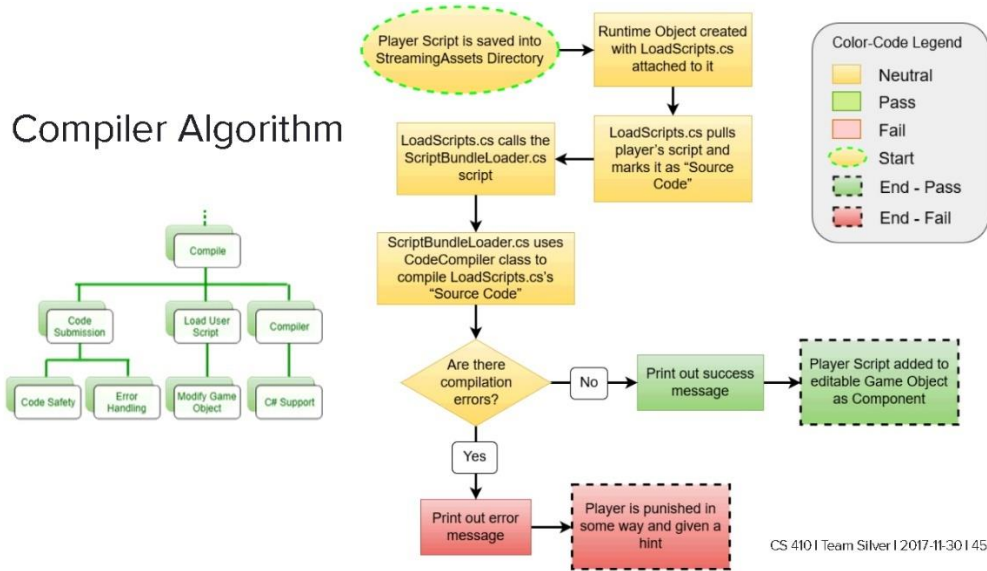 Compiler Algorithm
Compile
Code
Submission
Load User
Script
Compiler
Code Safety
Error
Handling
Modify Game
Object
C# Support
Player Script is saved into
StreamingAssets Directory
Runtime Object created
with LoadScripts.cs
attached to it
LoadScripts.cs pulls
player's script and
marks it as "Source
Code"
LoadScripts.cs calls the
ScriptBundleLoader.cs
script
ScriptBundleLoader.cs uses
CodeCompiler class to
compile LoadScripts.cs's
"Source Code"
Are there
compilation
errors?
No
Print out success
message
Player Script added to
editable Game Object
as Component
Yes
Print out error
message
Player is punished in
some way and given a
hint
Color-Code Legend
Neutral
Pass
Fail
Start
End - Pass
End - Fail
CS 410 I Team Silver I 2017-11-30 I 45